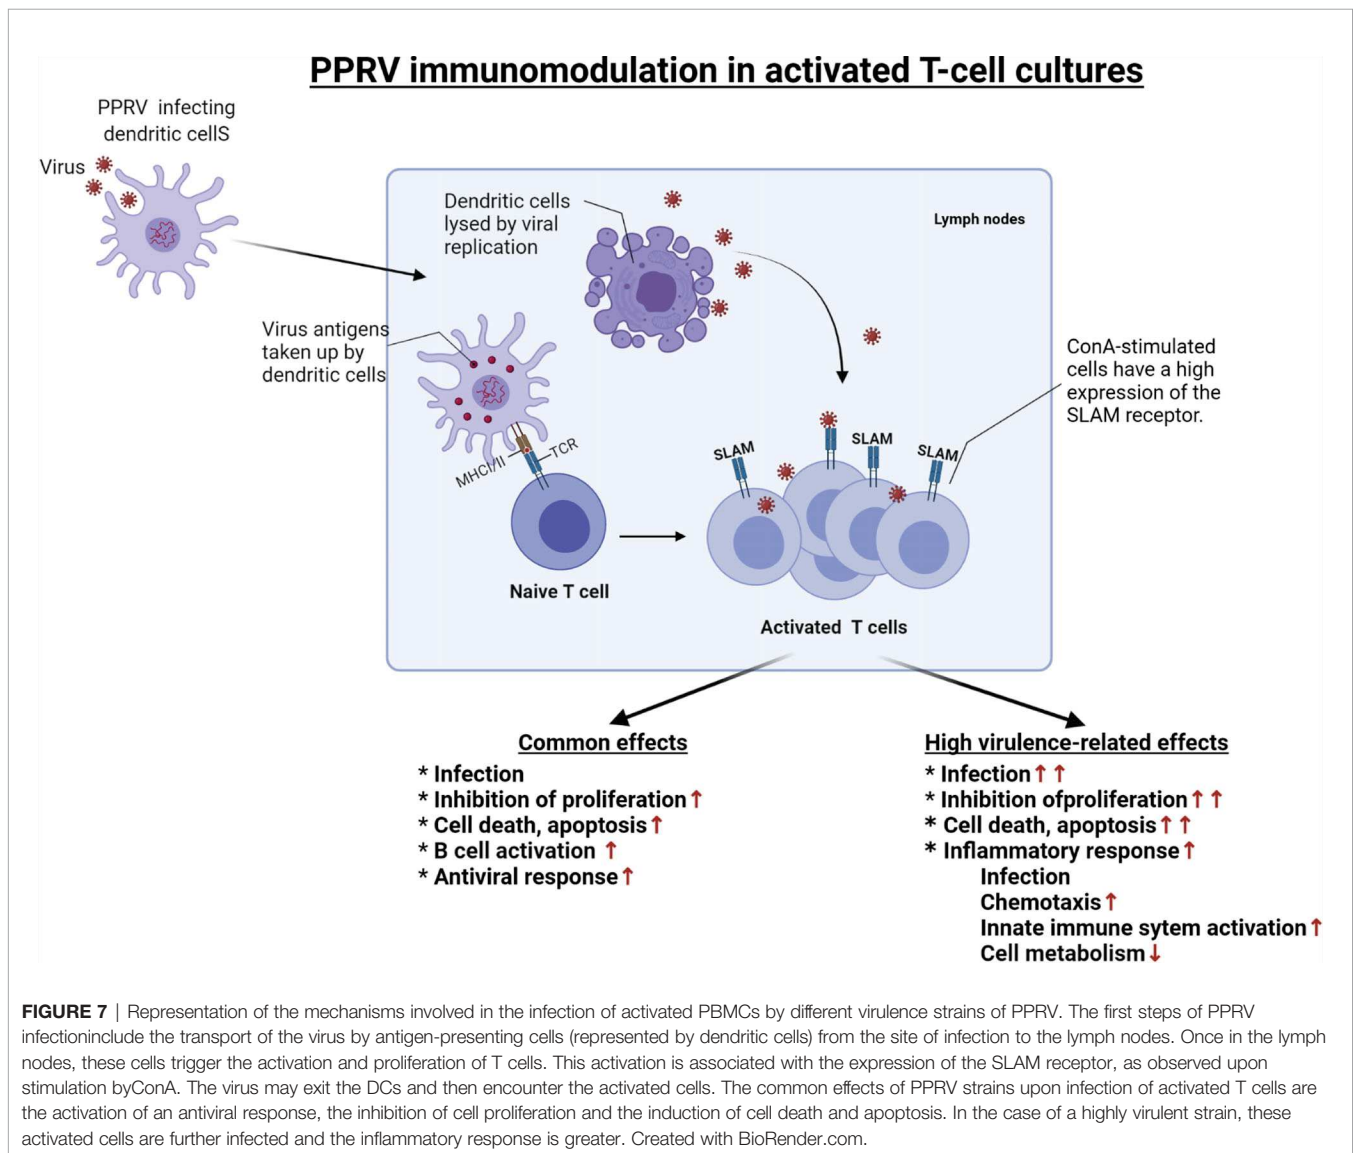 PPRV immunomodulation in activated T-cell cultures
PPRV infecting
dendritic cellS
Virus
Dendritic cells
lysed by viral
replication
Lymph nodes
Virus antigens
taken up by
dendritic cells
ConA-stimulated
cells have a high
expression of the
SLAM receptor.
MHCI/II
TCR
SLAM
SLAM
SLAM
Naive T cell
Activated T cells
Common effects
* Infection
* Inhibition of proliferation↑
* Cell death, apoptosis↑
* B cell activation ↑
* Antiviral response↑
High virulence-related effects
* Infection↑↑
* Inhibition ofproliferation↑↑
* Cell death, apoptosis↑↑
* Inflammatory response↑
Infection
Chemotaxis↑
Innate immune sytem activation↑
Cell metabolism↓
FIGURE 7 | Representation of the mechanisms involved in the infection of activated PBMCs by different virulence strains of PPRV. The first steps of PPRV
infectioninclude the transport of the virus by antigen-presenting cells (represented by dendritic cells) from the site of infection to the lymph nodes. Once in the lymph
nodes, these cells trigger the activation and proliferation of T cells. This activation is associated with the expression of the SLAM receptor, as observed upon
stimulation byConA. The virus may exit the DCs and then encounter the activated cells. The common effects of PPRV strains upon infection of activated T cells are
the activation of an antiviral response, the inhibition of cell proliferation and the induction of cell death and apoptosis. In the case of a highly virulent strain, these
activated cells are further infected and the inflammatory response is greater. Created with BioRender.com.